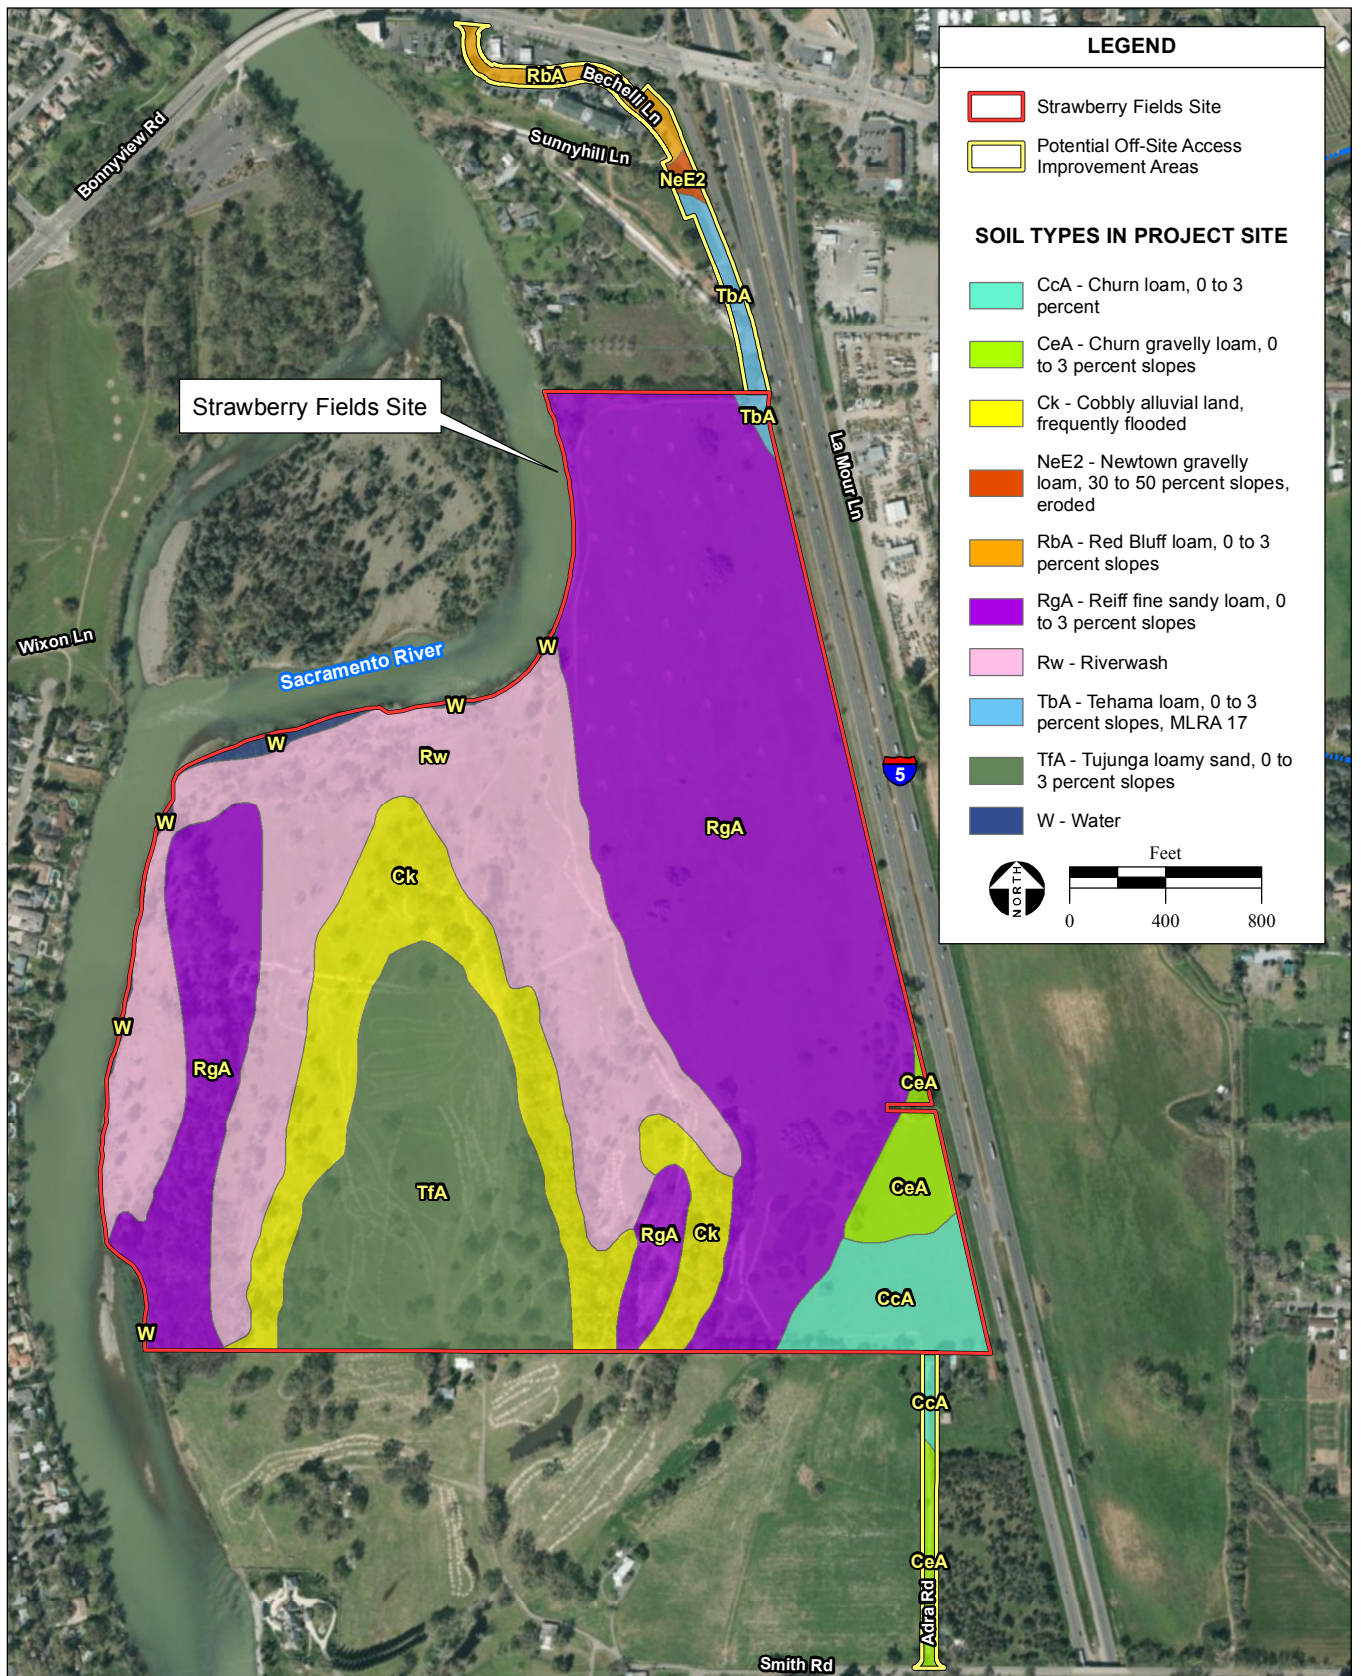 LEGEND
Strawberry Fields Site
Potential Off-Site Access
Improvement Areas
SOIL TYPES IN PROJECT SITE
CcA - Churn loam, 0 to 3
percent
CeA - Churn gravelly loam, 0
to 3 percent slopes
Ck - Cobbly alluvial land,
frequently flooded
NeE2 - Newtown gravelly
loam, 30 to 50 percent slopes,
eroded
RbA - Red Bluff loam, 0 to 3
percent slopes
RgA - Reiff fine sandy loam, 0
to 3 percent slopes
Rw - Riverwash
TbA - Tehama loam, 0 to 3
percent slopes, MLRA 17
TfA - Tujunga loamy sand, 0 to
3 percent slopes
W - Water
NORTH
Feet
0 400 800
RbA
Bechelli Ln
Bonnyview Rd
Sunnyhill Ln
NeE2
TbA
Strawberry Fields Site
TbA
La Mour Ln
Wixon Ln
Sacramento River
W
W
W
Rw
5
W
RgA
Ck
W
RgA
CeA
TfA
CeA
RgA
Ck
CcA
W
CcA
CeA
Adra Rd
Smith Rd